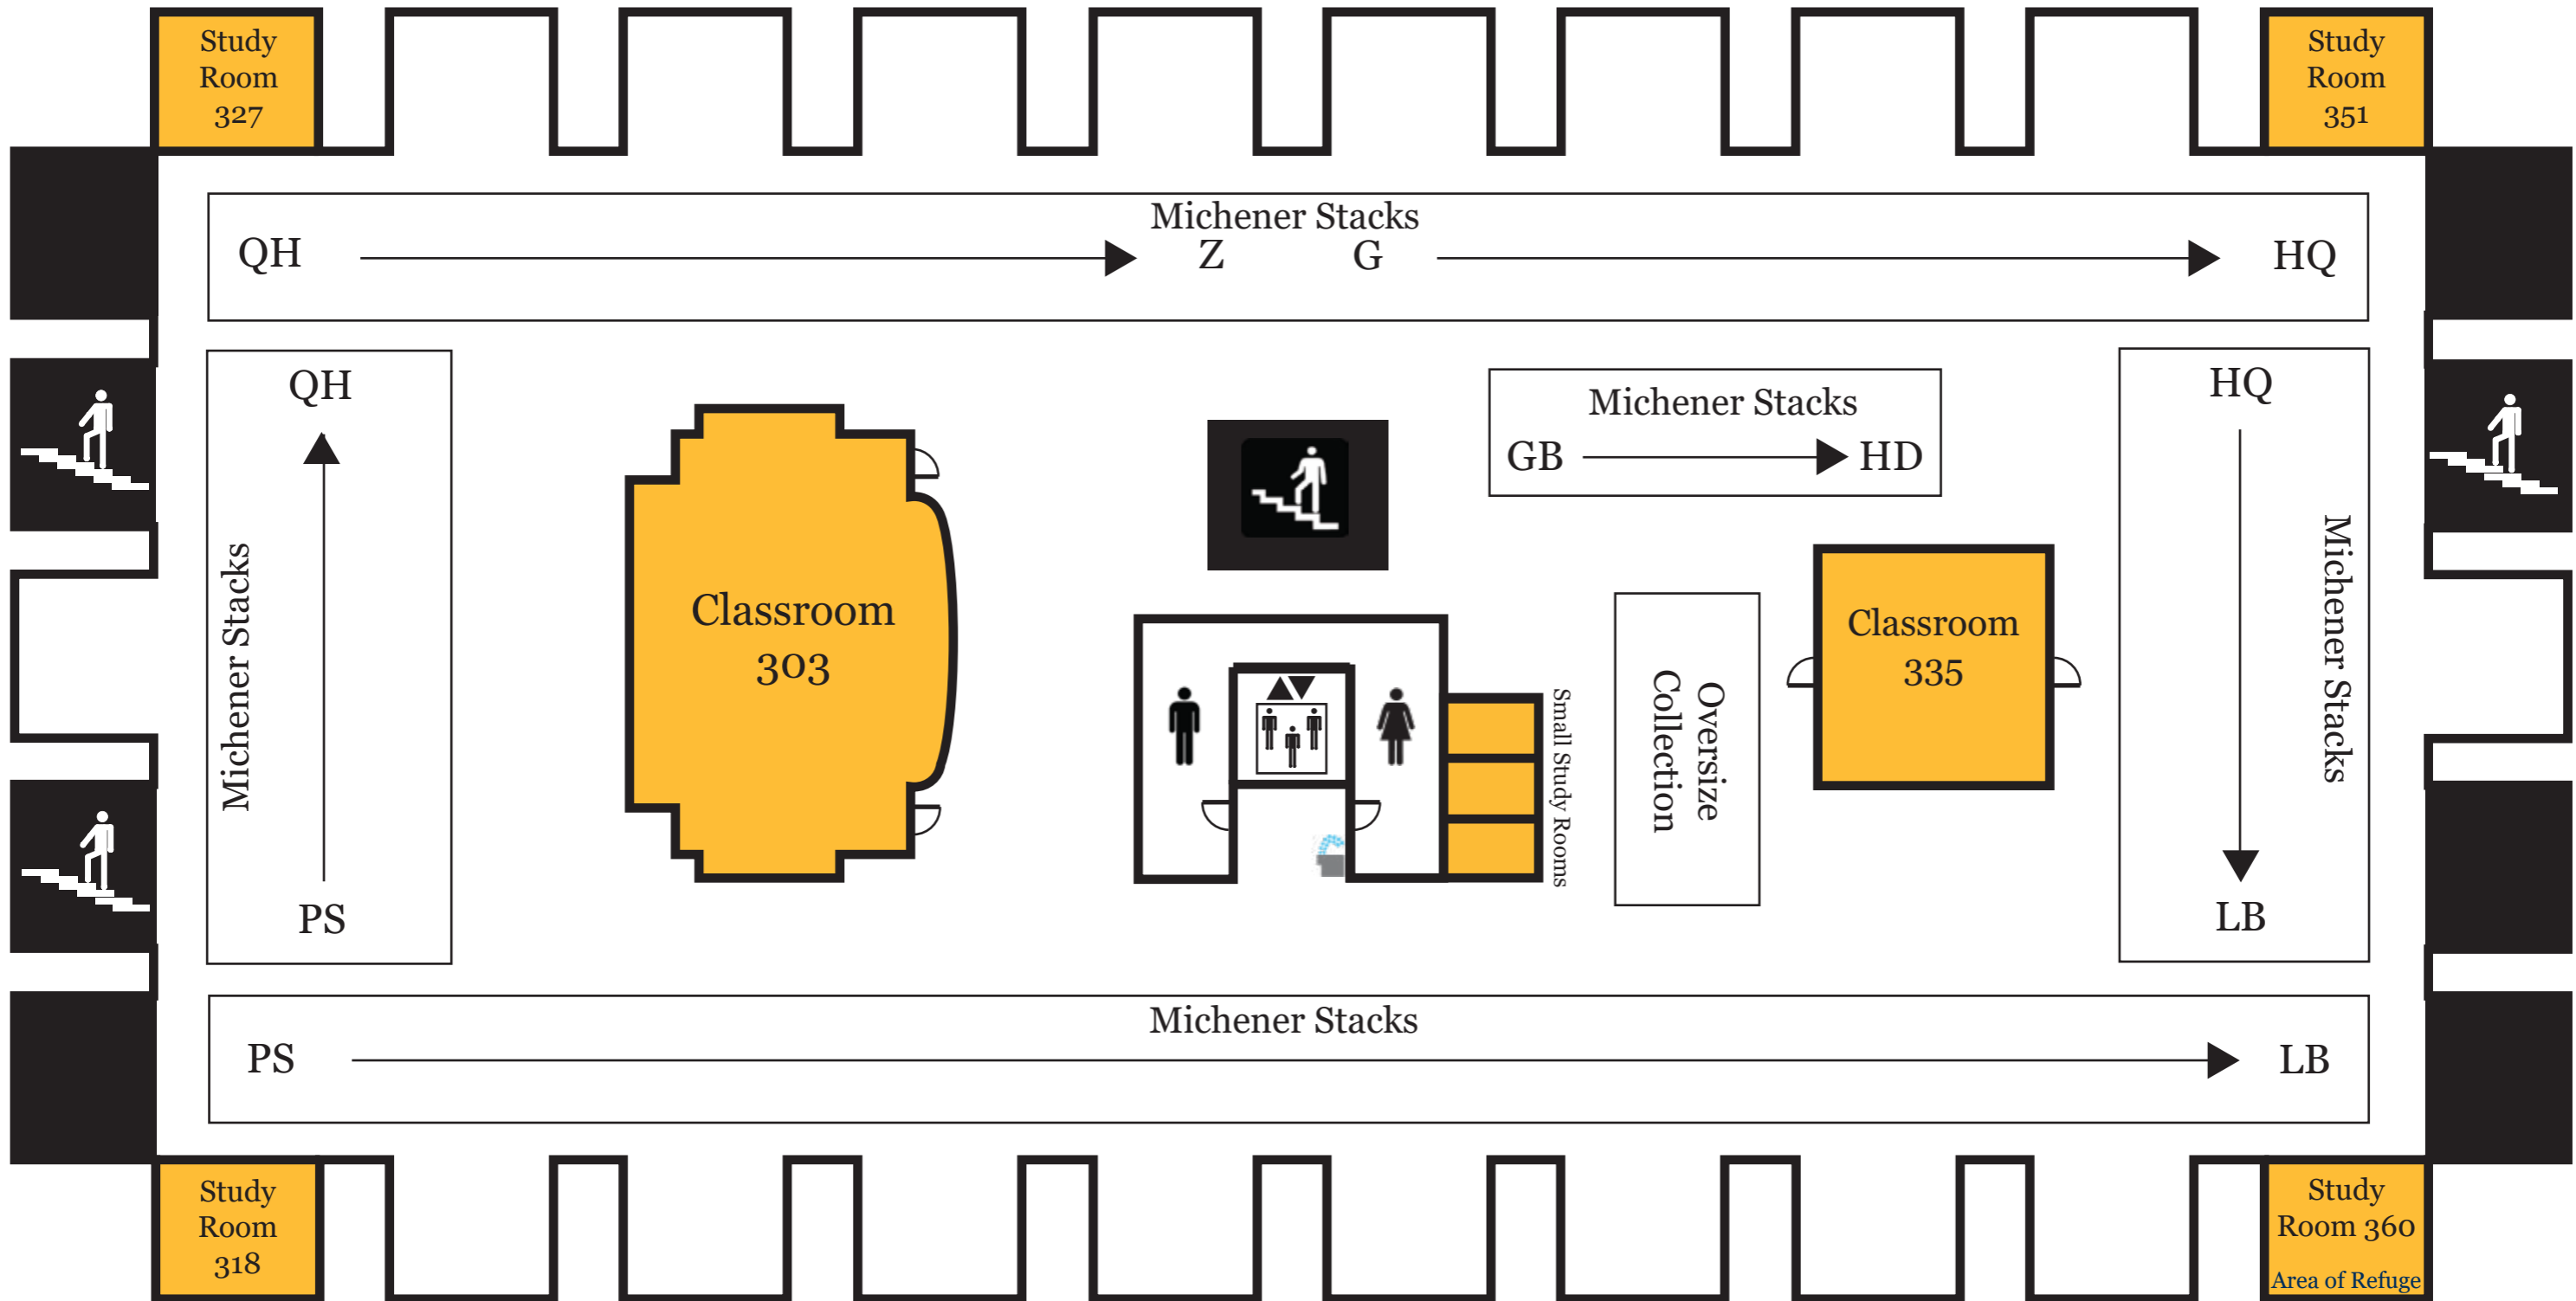 Study
Room
327
Study
Room
351
Michener Stacks
QH Z G HQ
QH
Michener Stacks
PS
Classroom
303
Michener Stacks
GB HD
HQ
Michener Stacks
LB
Small Study Rooms
Oversize
Collection
Classroom
335
Michener Stacks
PS LB
Study
Room
318
Study
Room 360
Area of Refuge